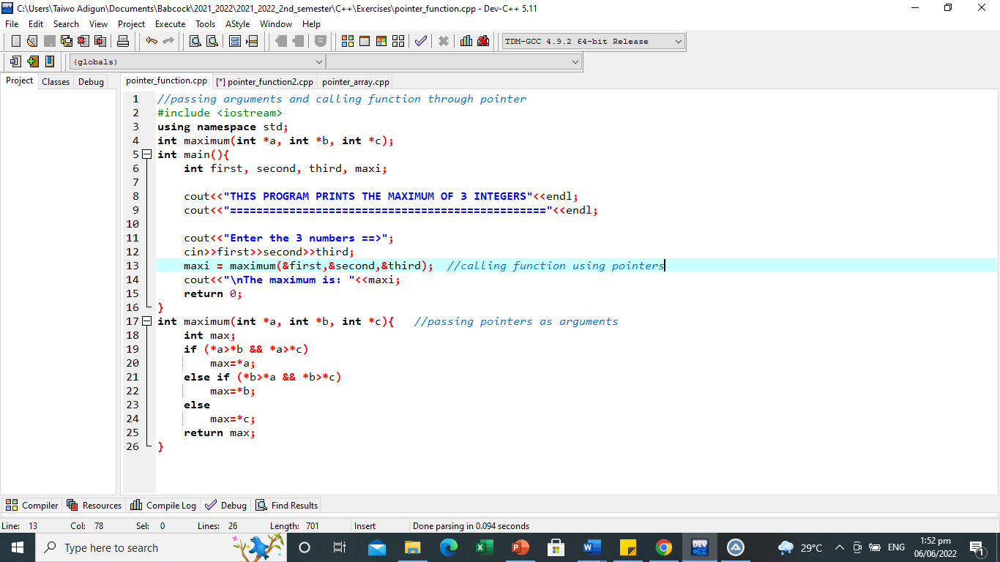 C:\Users\Taiwo Adigun\Documents\Babcock\2021_2022\2021_2022_2nd_semester\C++\Exercises\pointer_function.cpp - Dev-C++ 5.11
File Edit Search View Project Execute Tools AStyle Window Help
TDM-GCC 4.9.2 64-bit Release
(globals)
Project Classes Debug pointer_function.cpp [*] pointer_function2.cpp pointer_array.cpp
1 //passing arguments and calling function through pointer
2 #include <iostream>
3 using namespace std;
4 int maximum(int *a, int *b, int *c);
5 int main(){
6 int first, second, third, maxi;
7
8 cout<<"THIS PROGRAM PRINTS THE MAXIMUM OF 3 INTEGERS"<<endl;
9 cout<<"================================================"<<endl;
10
11 cout<<"Enter the 3 numbers ==>";
12 cin>>first>>second>>third;
13 maxi = maximum(&first,&second,&third); //calling function using pointers
14 cout<<"\nThe maximum is: "<<maxi;
15 return 0;
16 }
17 int maximum(int *a, int *b, int *c){ //passing pointers as arguments
18 int max;
19 if (*a>*b && *a>*c)
20 max=*a;
21 else if (*b>*a && *b>*c)
22 max=*b;
23 else
24 max=*c;
25 return max;
26 }
Compiler Resources Compile Log Debug Find Results
Line: 13 Col: 78 Sel: 0 Lines: 26 Length: 701 Insert Done parsing in 0.094 seconds
Type here to search DEV 29°C ENG 1:52 pm
06/06/2022 1